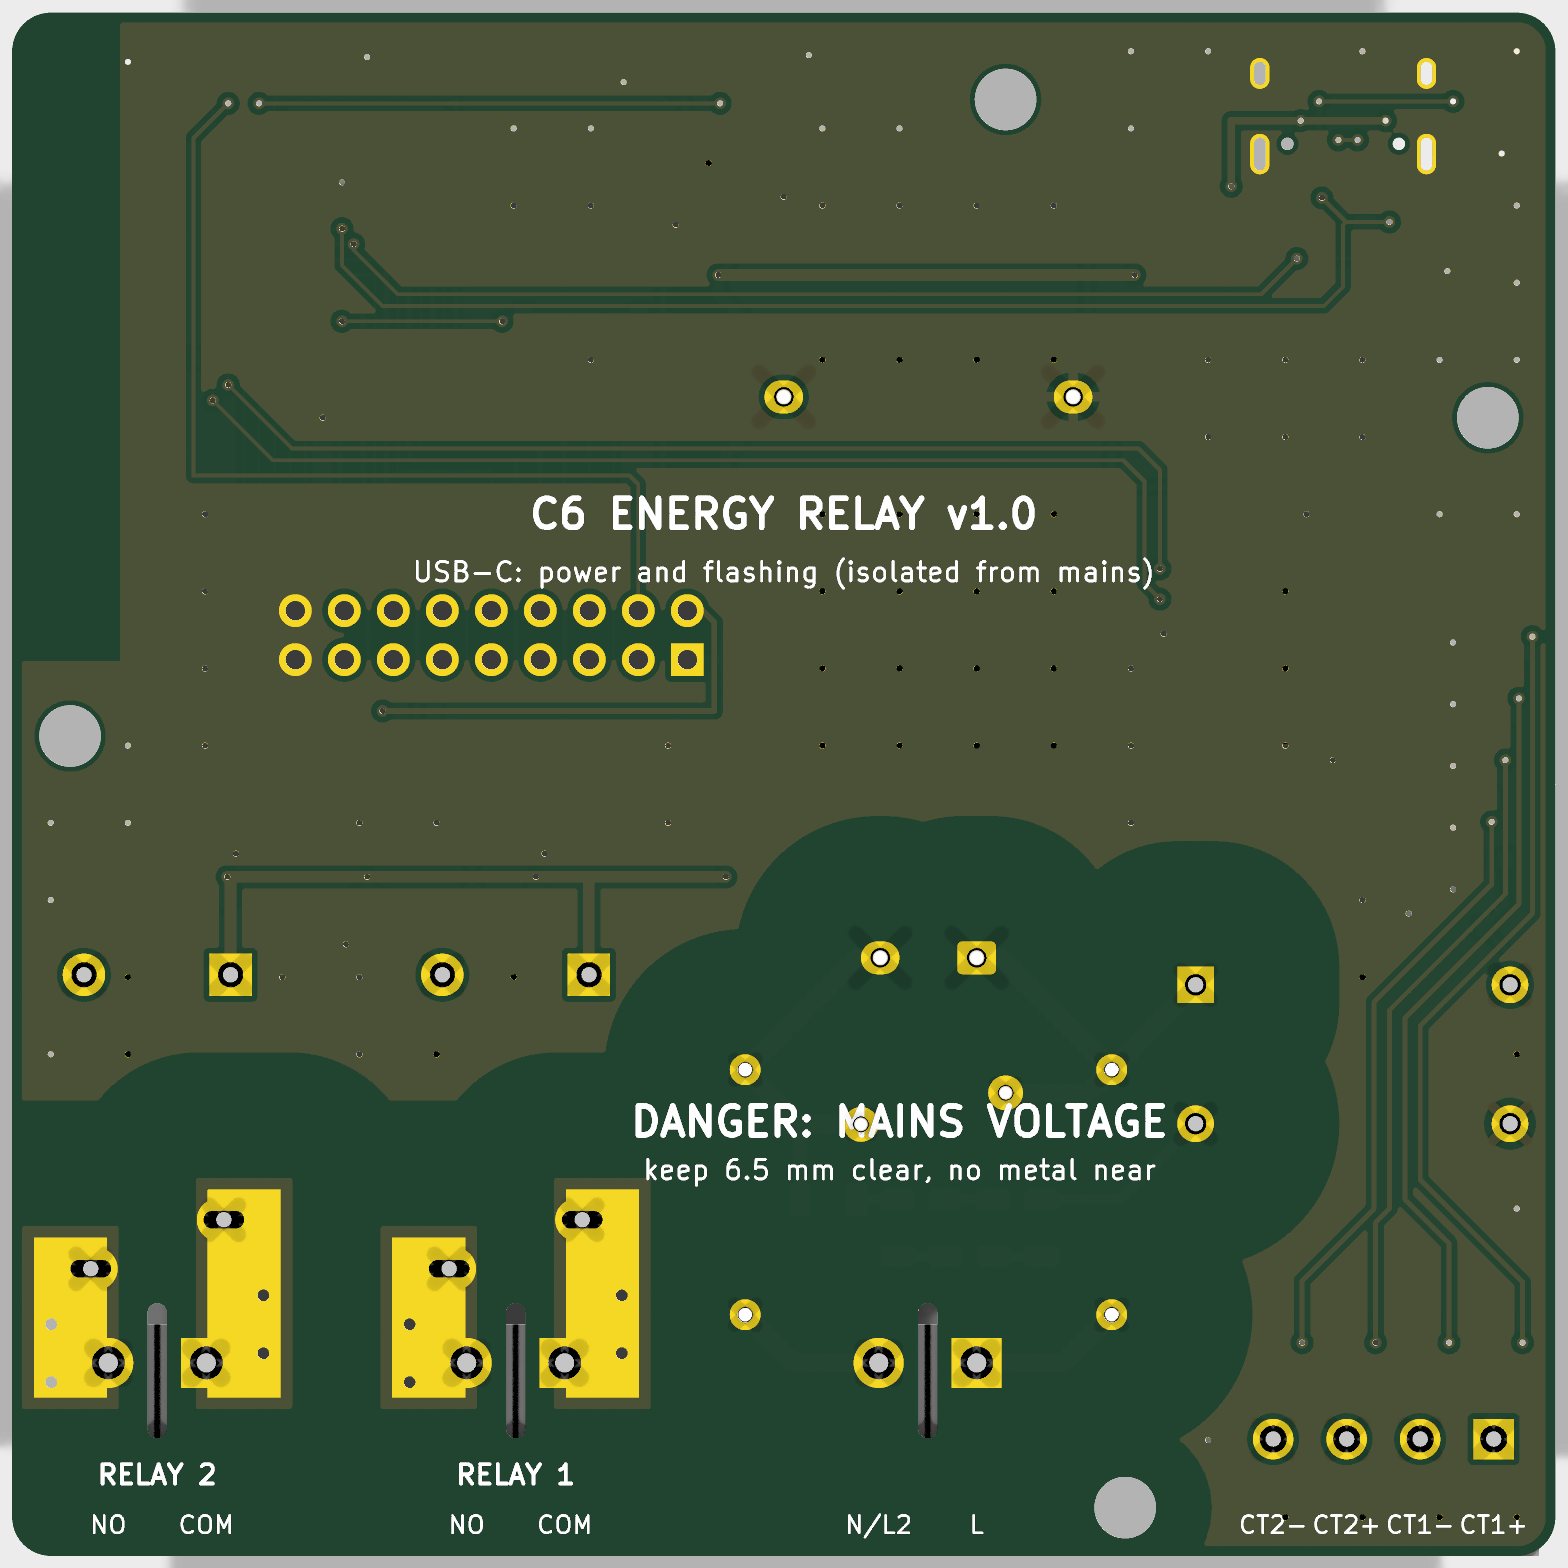 C6 ENERGY RELAY v1.0
USB-C: power and flashing (isolated from mains)
DANGER: MAINS VOLTAGE
keep 6.5 mm clear, no metal near
RELAY 2 RELAY 1
NO COM NO COM N/L2 L CT2- CT2+ CT1- CT1+